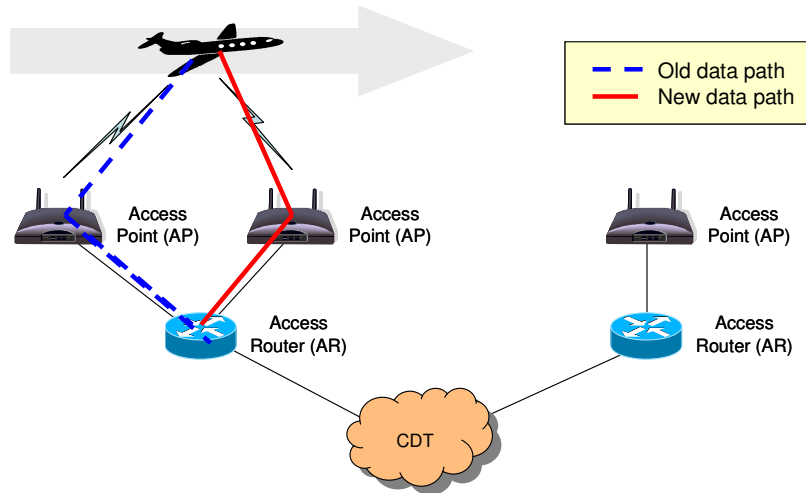 Old data path
New data path
Access
Point (AP)
Access
Point (AP)
Access
Point (AP)
Access
Router (AR)
Access
Router (AR)
CDT